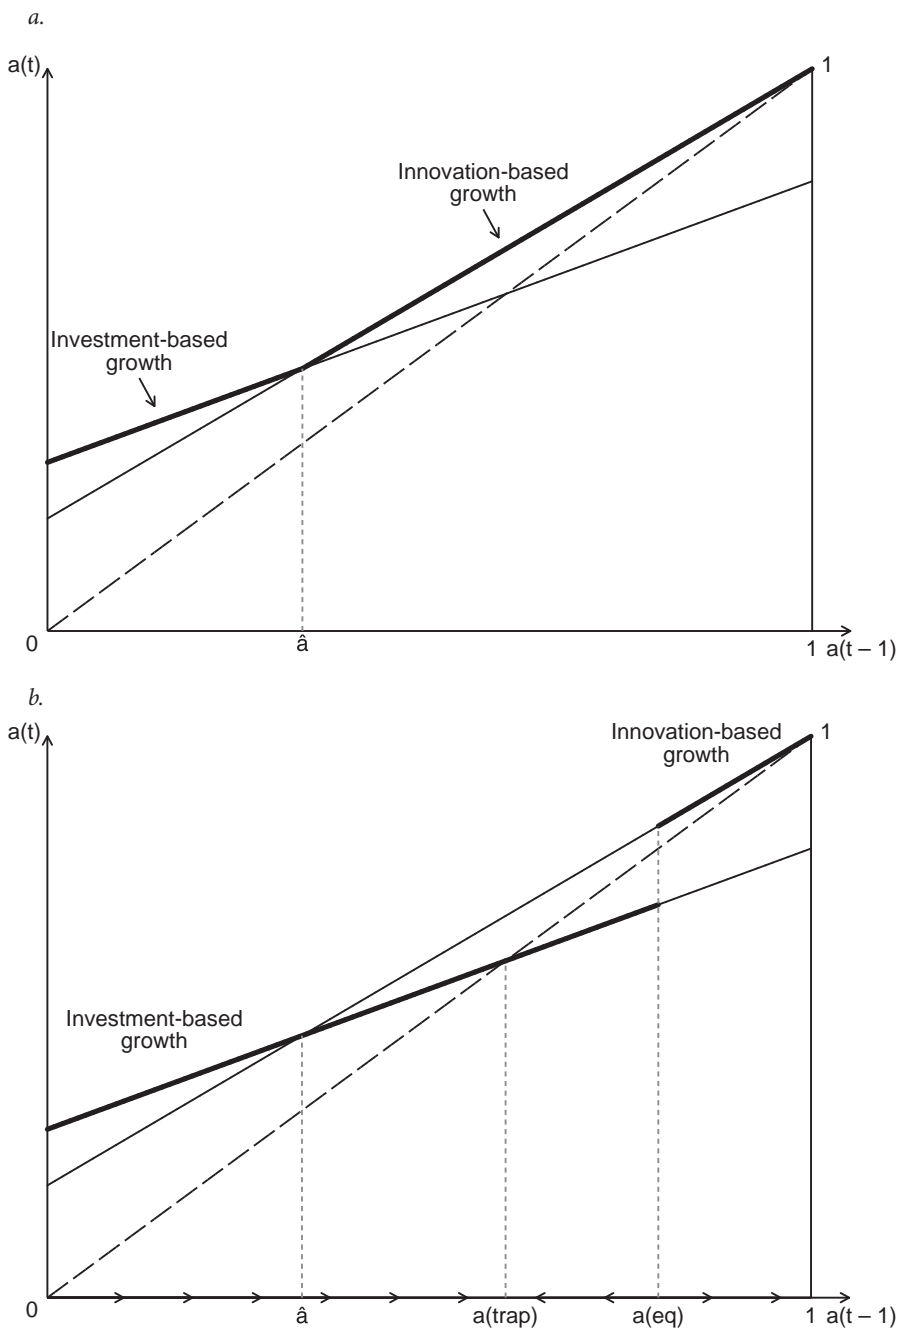 a.
a(t)
1
Innovation-based
growth
Investment-based
growth
0
â
1 a(t – 1)
b.
a(t)
Innovation-based
growth
1
Investment-based
growth
0
â
a(trap)
a(eq)
1 a(t – 1)